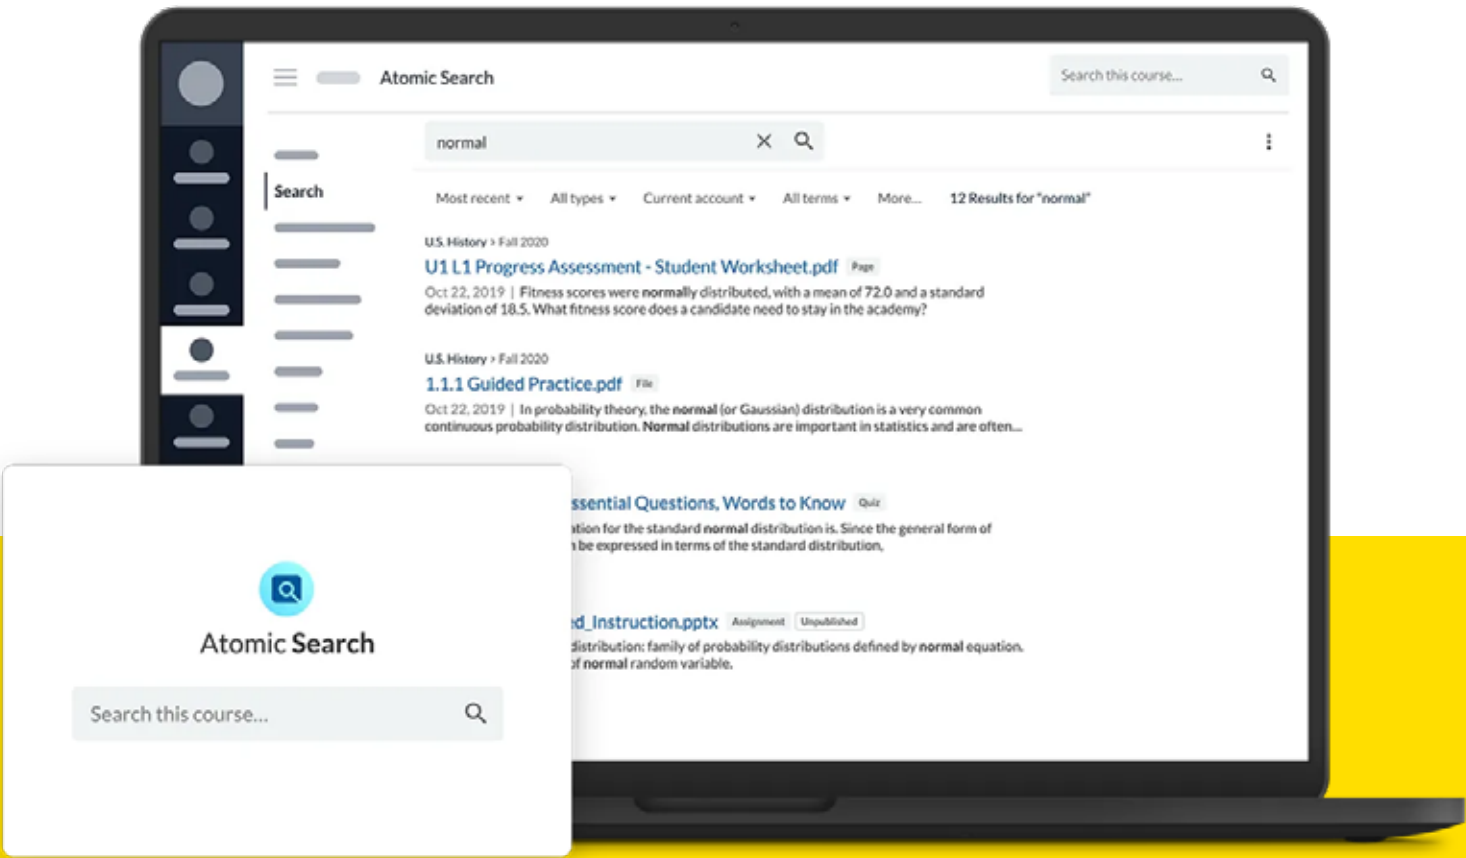 Atomic Search
Search this course...
normal
Search
Most recent All types Current account All terms More... 12 Results for "normal"
U.S. History > Fall 2020
U1 L1 Progress Assessment - Student Worksheet.pdf Page
Oct 22, 2019 | Fitness scores were normally distributed, with a mean of 72.0 and a standard
deviation of 18.5. What fitness score does a candidate need to stay in the academy?
U.S. History > Fall 2020
1.1.1 Guided Practice.pdf File
Oct 22, 2019 | In probability theory, the normal (or Gaussian) distribution is a very common
continuous probability distribution. Normal distributions are important in statistics and are often...
ssential Questions, Words to Know Quiz
ation for the standard normal distribution is. Since the general form of
be expressed in terms of the standard distribution,
ed_Instruction.pptx Assignment Unpublished
distribution: family of probability distributions defined by normal equation.
of normal random variable.
Atomic Search
Search this course...